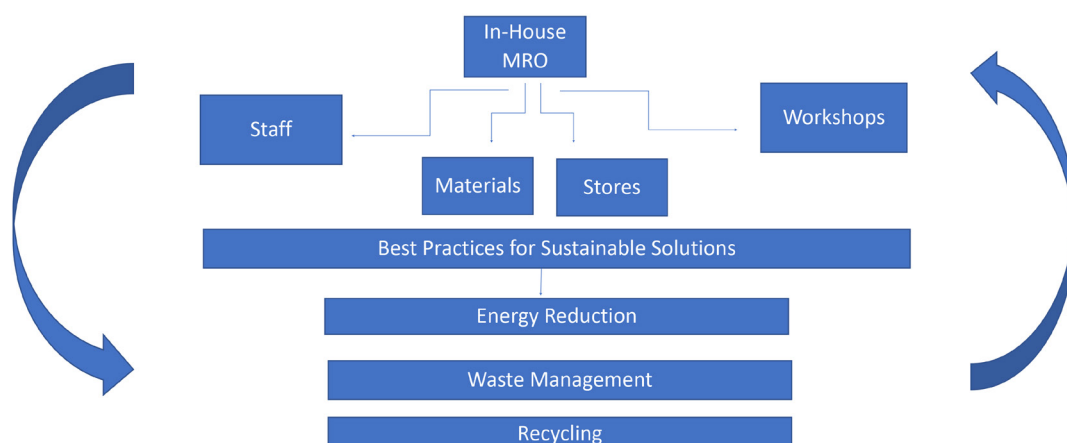 In-House
MRO
Staff
Workshops
Materials
Stores
Best Practices for Sustainable Solutions
Energy Reduction
Waste Management
Recycling